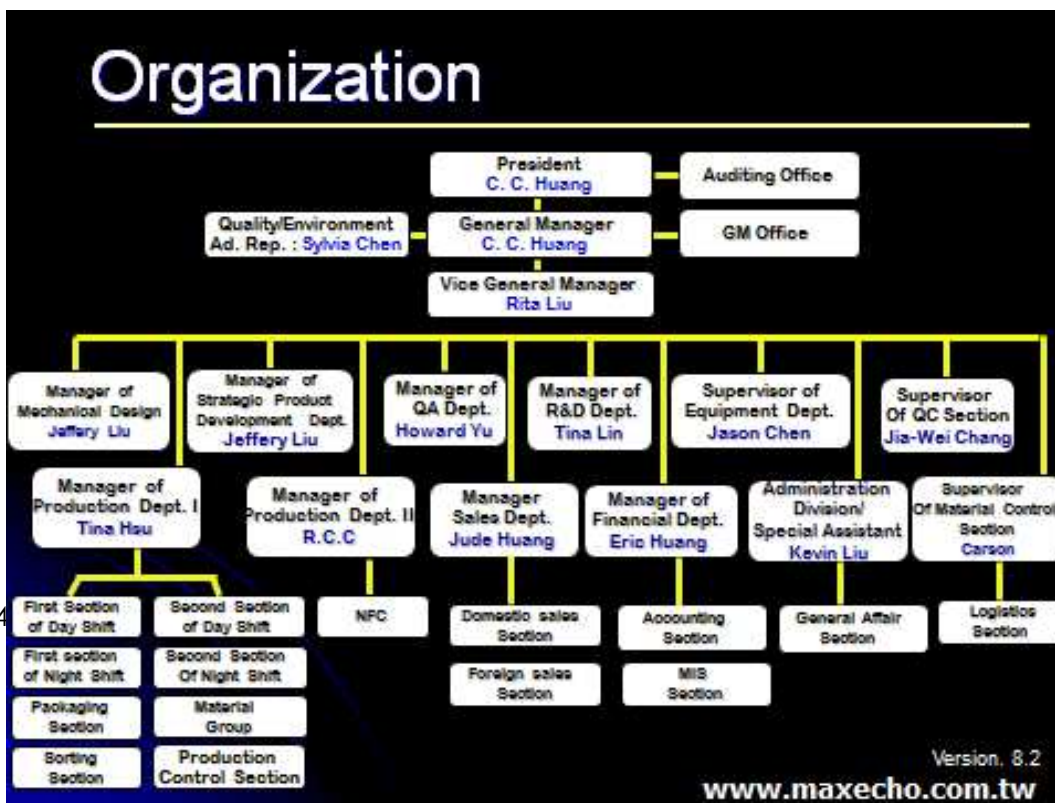 Organization
President
C. C. Huang
Auditing Office
Quality/Environment
Ad. Rep. : Sylvia Chen
General Manager
C. C. Huang
GM Office
Vice General Manager
Rita Liu
Manager of
Mechanical Design
Jeffery Liu
Manager of
Strategic Product
Development Dept.
Jeffery Liu
Manager of
QA Dept.
Howard Yu
Manager of
R&D Dept.
Tina Lin
Supervisor of
Equipment Dept.
Jason Chen
Supervisor
Of QC Section
Jia-Wei Chang
Manager of
Production Dept. I
Tina Hsu
Manager of
Production Dept. II
R.C.C
Manager
Sales Dept.
Jude Huang
Manager of
Financial Dept.
Eric Huang
Administration
Division/
Special Assistant
Kevin Liu
Supervisor
Of Material Control
Section
Carson
4
First Section
of Day Shift
Second Section
of Day Shift
NFC
Domestic sales
Section
Accounting
Section
General Affair
Section
Logistics
Section
First section
of Night Shift
Second Section
Of Night Shift
Foreign sales
Section
MIS
Section
Packaging
Section
Material
Group
Sorting
Section
Production
Control Section
Version. 8.2
www.maxecho.com.tw